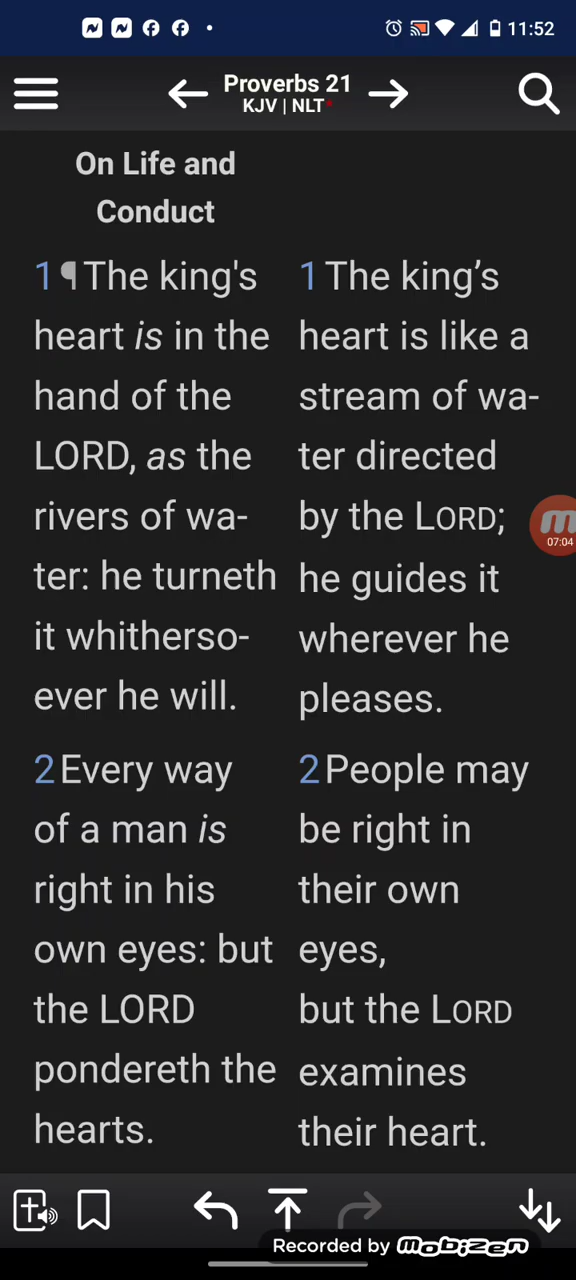 11:52
Proverbs 21
KJV | NLT*
On Life and
Conduct
1 ¶ The king's
heart is in the
hand of the
LORD, as the
rivers of wa-
ter: he turneth
it whitherso-
ever he will.
2 Every way
of a man is
right in his
own eyes: but
the LORD
pondereth the
hearts.
1 The king’s
heart is like a
stream of wa-
ter directed
by the LORD;
he guides it
wherever he
pleases.
2 People may
be right in
their own
eyes,
but the LORD
examines
their heart.
m
07:04
Recorded by mobizen